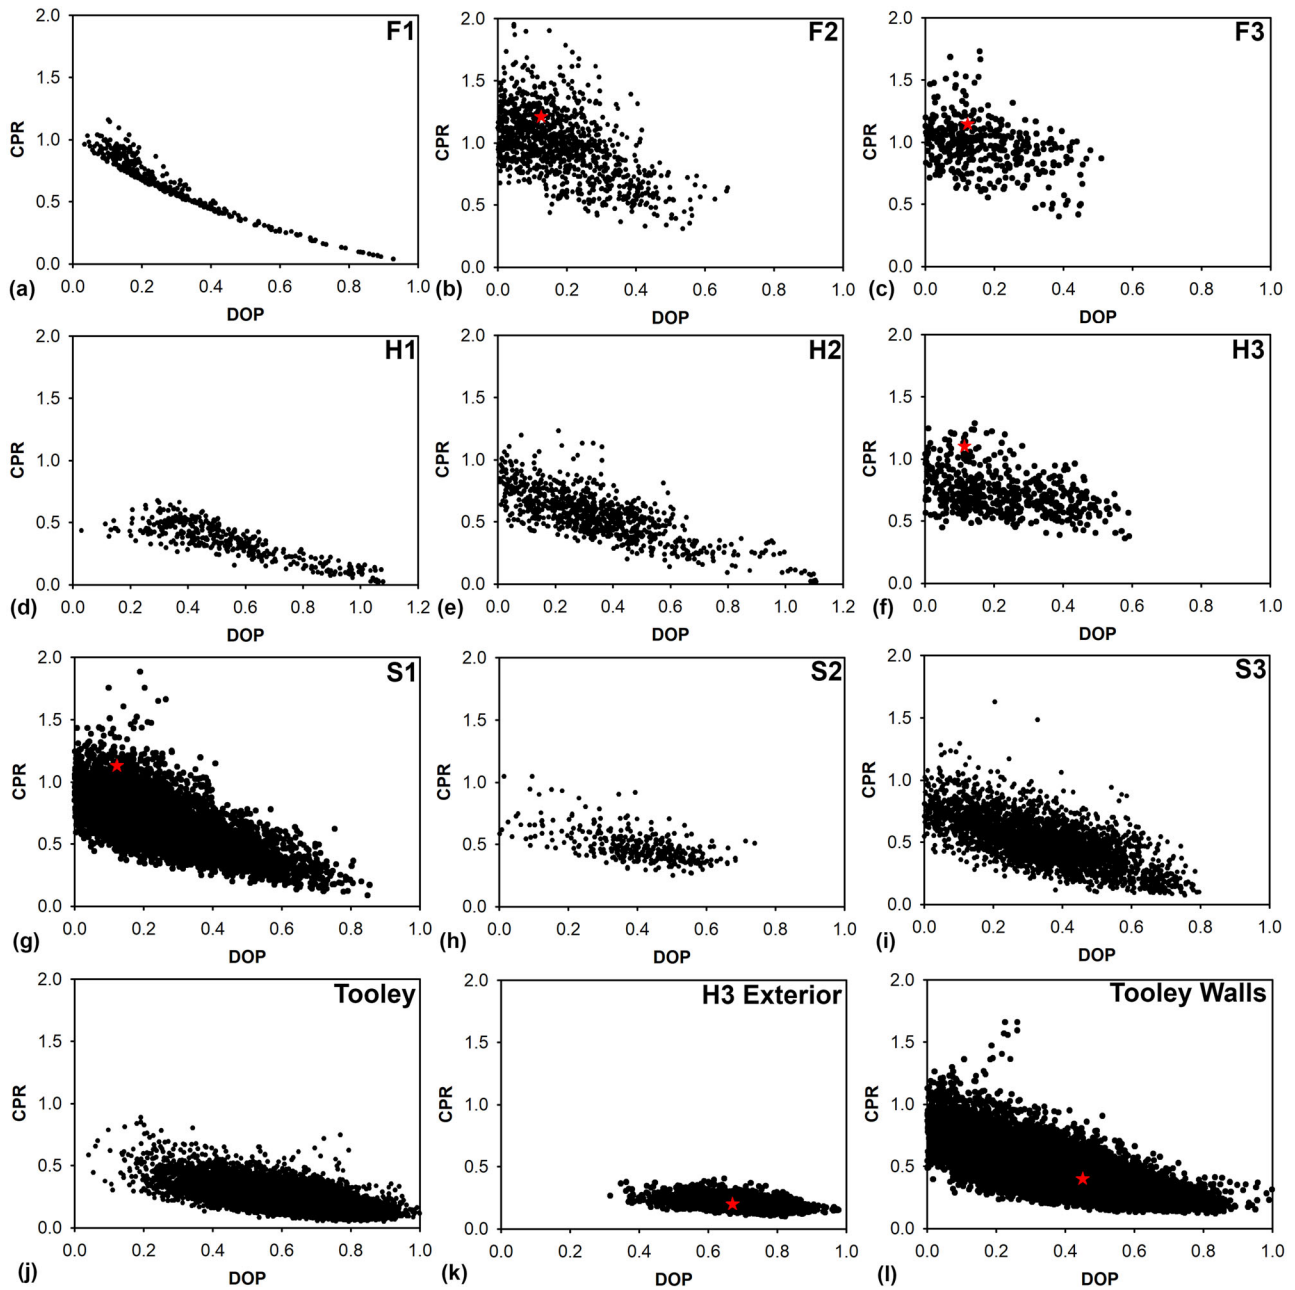 F1
2.0
1.5
1.0
0.5
0.0
CPR
(a) 0.0 0.2 0.4 0.6 0.8 1.0
DOP
F2
2.0
1.5
1.0
0.5
0.0
CPR
(b) 0.0 0.2 0.4 0.6 0.8 1.0
DOP
F3
2.0
1.5
1.0
0.5
0.0
CPR
(c) 0.0 0.2 0.4 0.6 0.8 1.0
DOP
H1
2.0
1.5
1.0
0.5
0.0
CPR
(d) 0.0 0.2 0.4 0.6 0.8 1.0 1.2
DOP
H2
2.0
1.5
1.0
0.5
0.0
CPR
(e) 0.0 0.2 0.4 0.6 0.8 1.0 1.2
DOP
H3
2.0
1.5
1.0
0.5
0.0
CPR
(f) 0.0 0.2 0.4 0.6 0.8 1.0
DOP
S1
2.0
1.5
1.0
0.5
0.0
CPR
(g) 0.0 0.2 0.4 0.6 0.8 1.0
DOP
S2
2.0
1.5
1.0
0.5
0.0
CPR
(h) 0.0 0.2 0.4 0.6 0.8 1.0
DOP
S3
2.0
1.5
1.0
0.5
0.0
CPR
(i) 0.0 0.2 0.4 0.6 0.8 1.0
DOP
Tooley
2.0
1.5
1.0
0.5
0.0
CPR
(j) 0.0 0.2 0.4 0.6 0.8 1.0
DOP
H3 Exterior
2.0
1.5
1.0
0.5
0.0
CPR
(k) 0.0 0.2 0.4 0.6 0.8 1.0
DOP
Tooley Walls
2.0
1.5
1.0
0.5
0.0
CPR
(l) 0.0 0.2 0.4 0.6 0.8 1.0
DOP